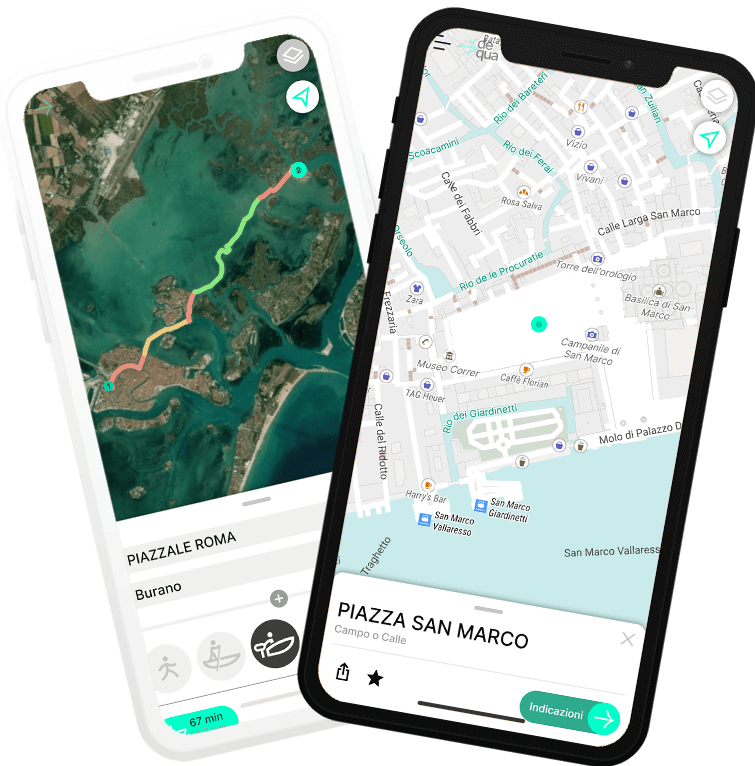 1
2
PIAZZALE ROMA
Burano
67 min
de
qua
Rio dei Bareteri
Scoacamini
Vizio
Rio dei Ferai
Vivani
Rosa Salva
Calle dei Fabbri
Calle Larga San Marco
Orseolo
Rio de le Procuratie
Torre dell'orologio
Zara
Basilica di San
Marco
Frezzaria
Campanile di
San Marco
Museo Correr
Caffè Florian
TAG Heuer
Rio dei Giardinetti
Calle del Ridotto
Molo di Palazzo D
Harry's Bar
San Marco
Giardinetti
San Marco
Vallaresso
Traghetto
San Marco Vallaress
PIAZZA SAN MARCO
Campo o Calle
Indicazioni